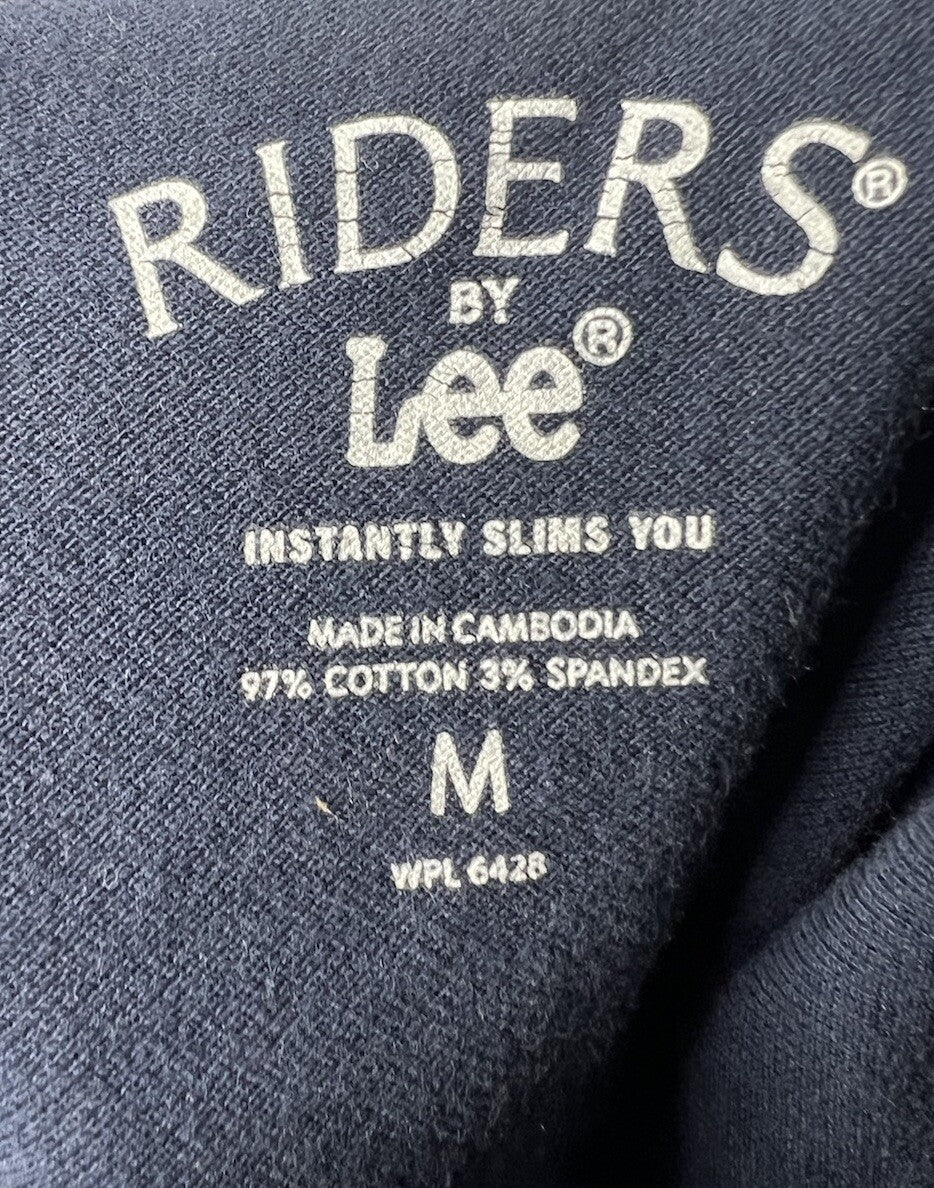 RIDERS®
BY
Lee®
INSTANTLY SLIMS YOU
MADE IN CAMBODIA
97% COTTON 3% SPANDEX
M
WPL 6428